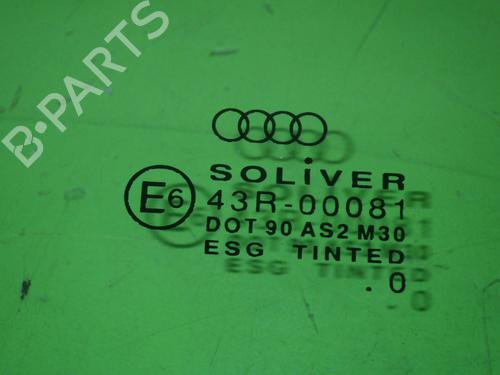 B-PARTS
SOLiVER
E6 43R-00081
DOT 90 AS2 M30
ESG TINTED
.0